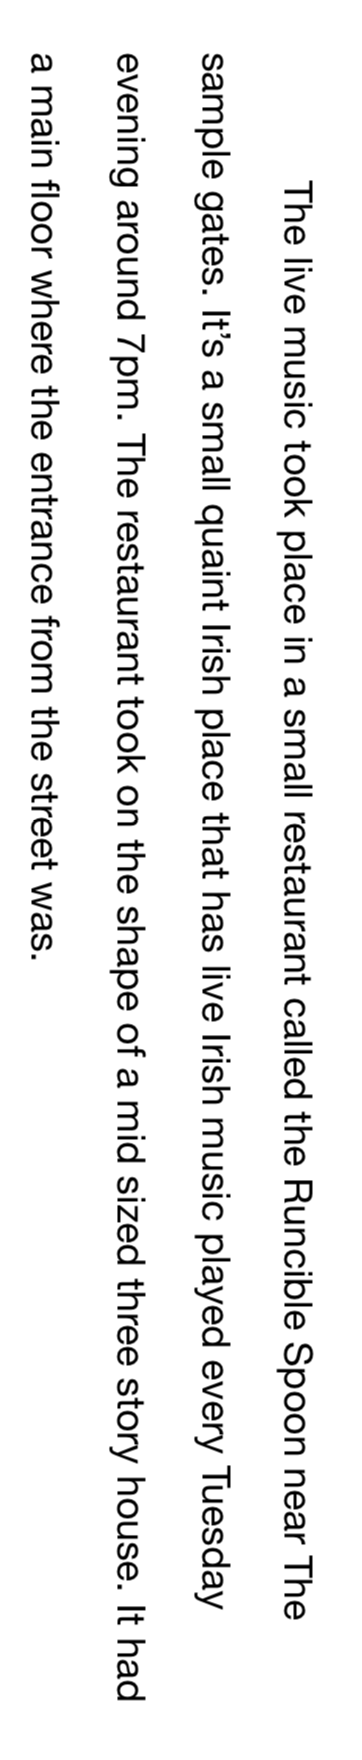 The live music took place in a small restaurant called the Runcible Spoon near The
sample gates. It’s a small quaint Irish place that has live Irish music played every Tuesday
evening around 7pm. The restaurant took on the shape of a mid sized three story house. It had
a main floor where the entrance from the street was.